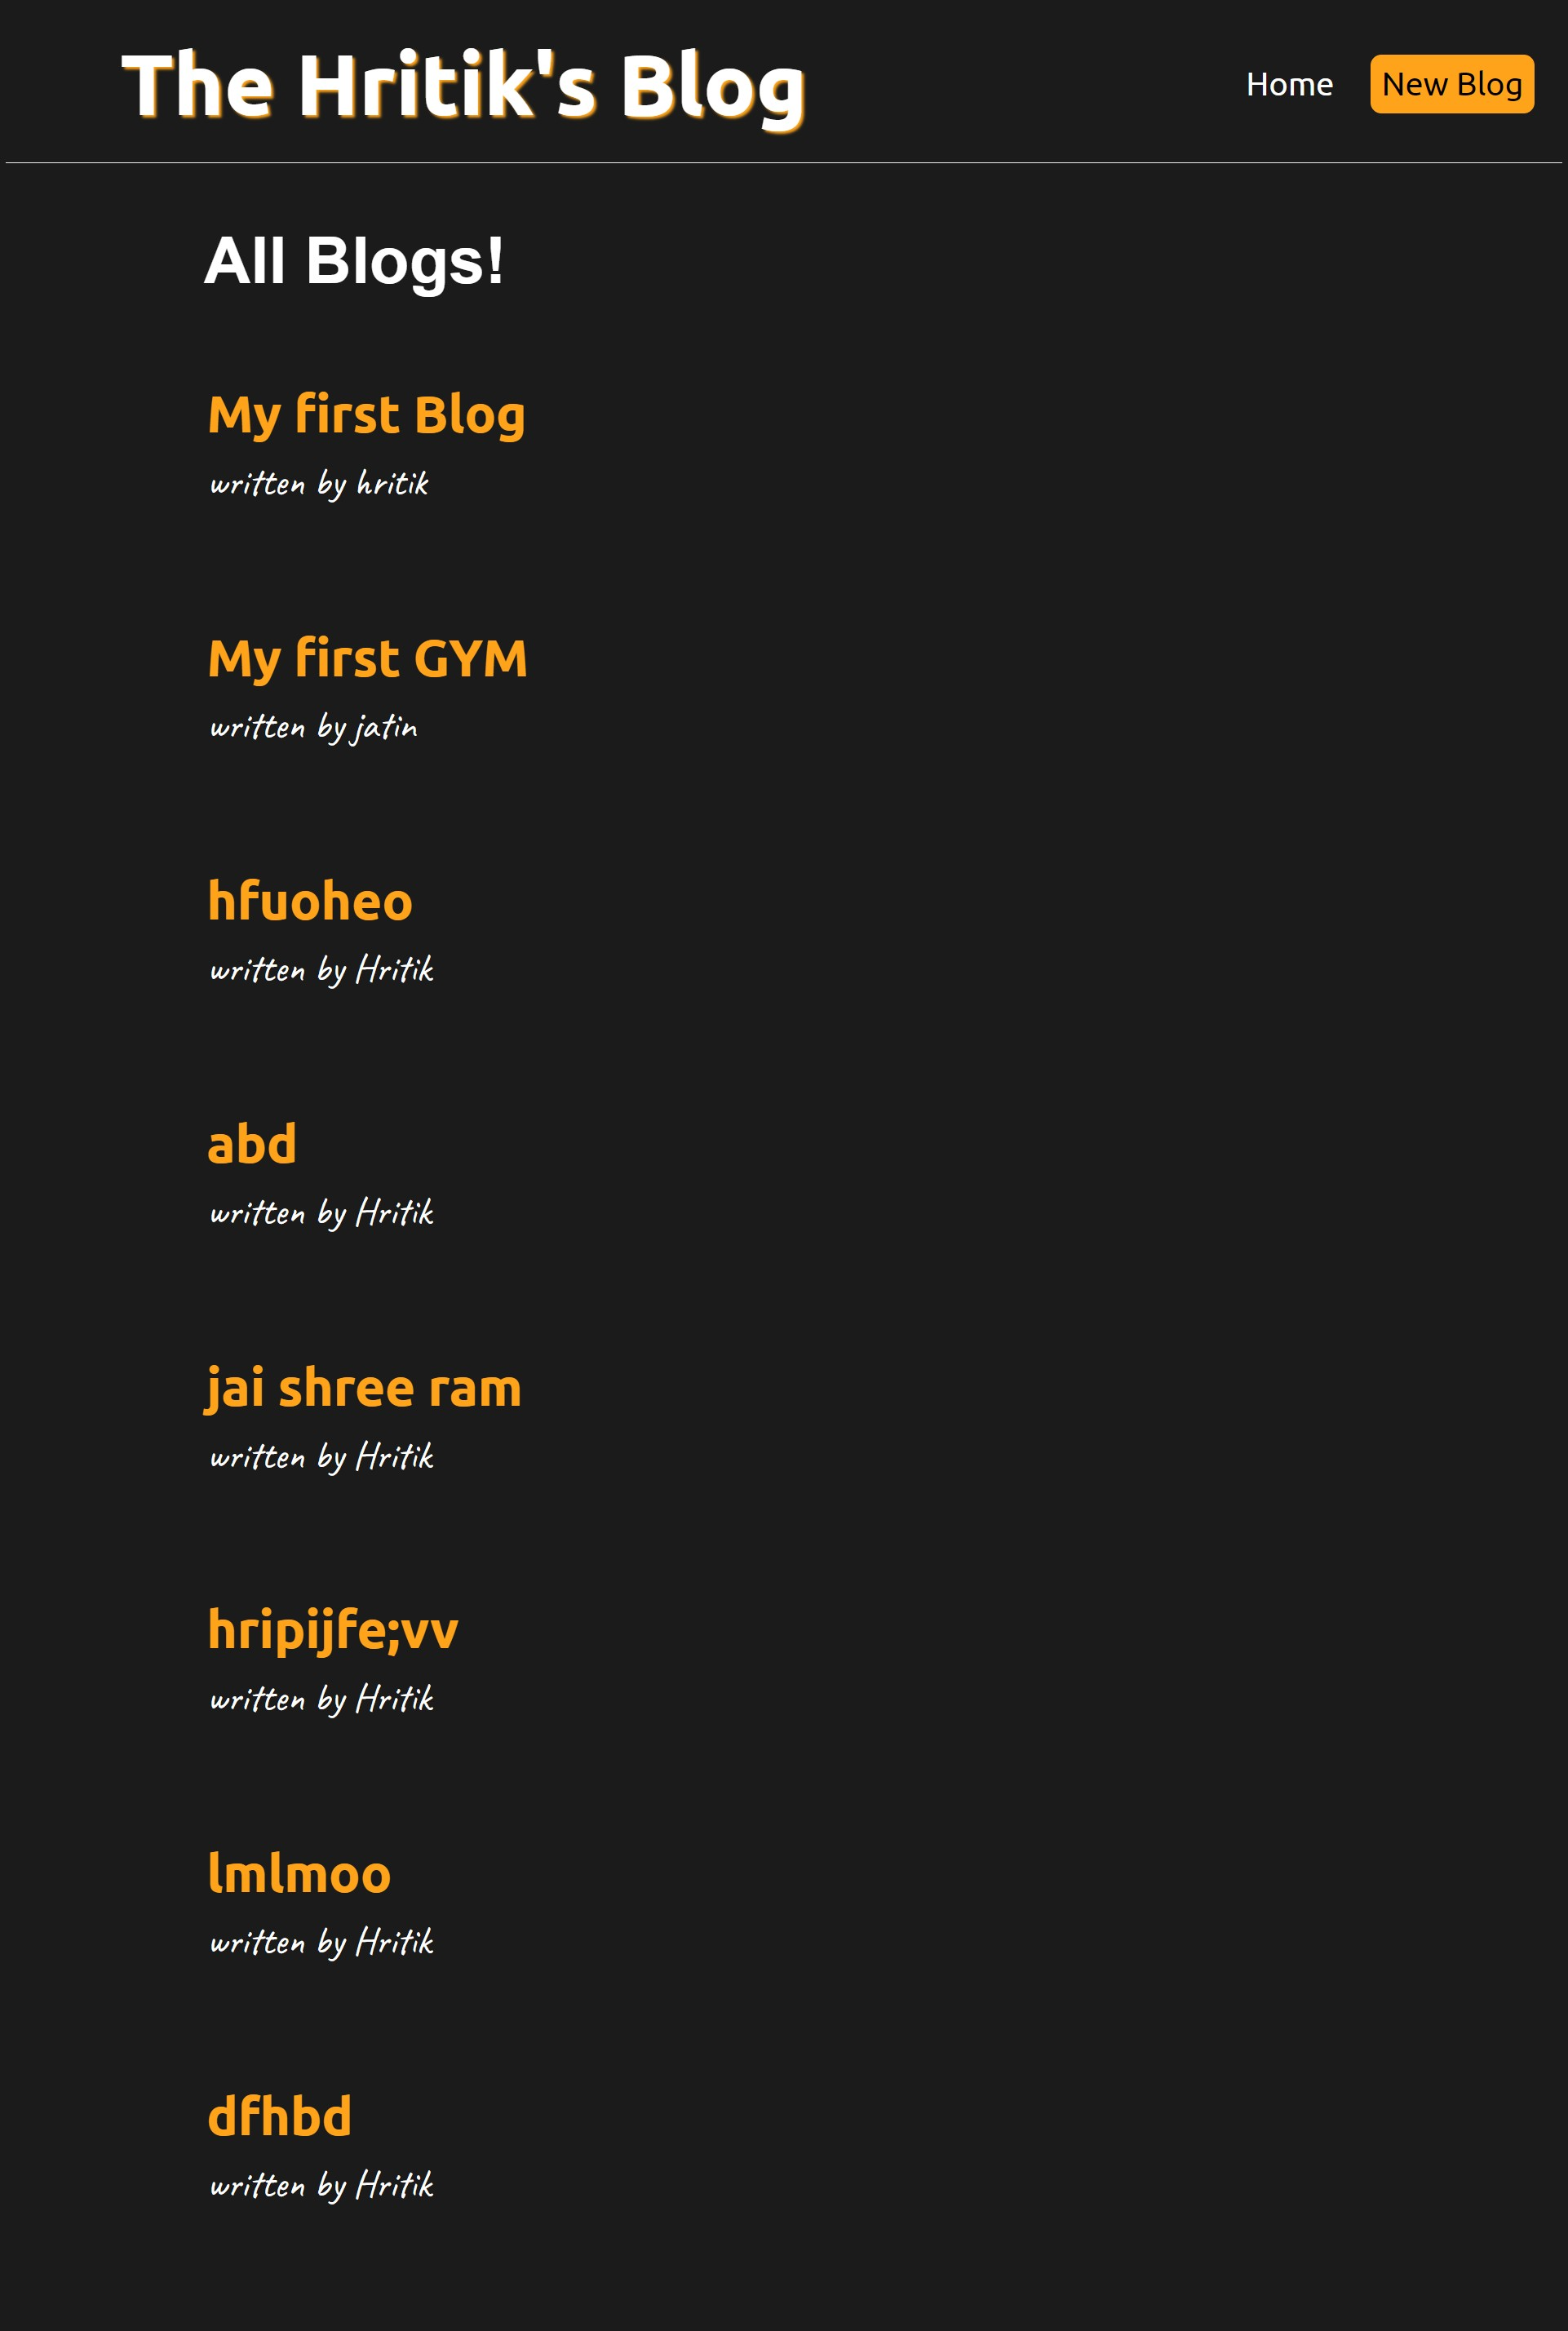 The Hritik's Blog
Home
New Blog
All Blogs!
My first Blog
written by hritik
My first GYM
written by jatin
hfuoheo
written by Hritik
abd
written by Hritik
jai shree ram
written by Hritik
hripijfe;vv
written by Hritik
lmlmoo
written by Hritik
dfhbd
written by Hritik